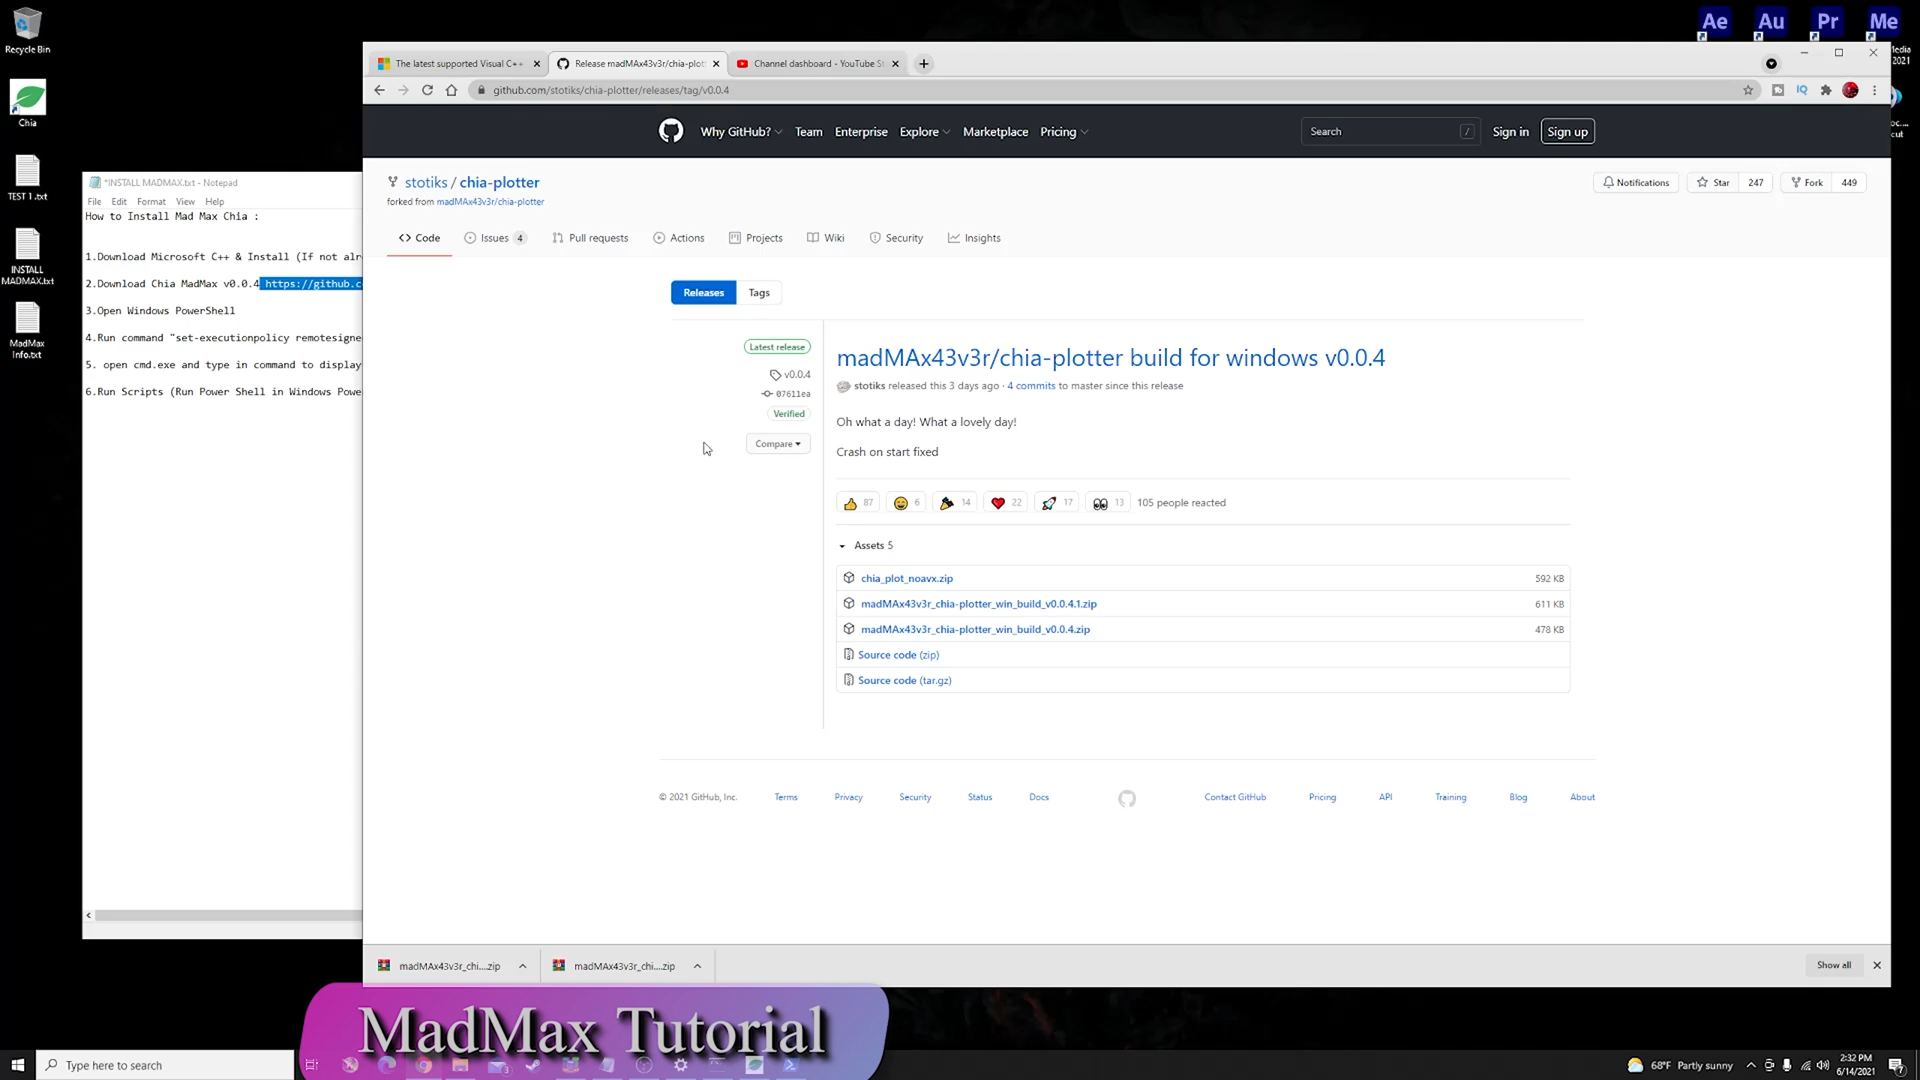 Recycle Bin
Chia
TEST 1.txt
INSTALL
MADMAX.txt
MadMax
Info.txt
Ae
Au
Pr
Me
2021
*INSTALL MADMAX.txt - Notepad
File Edit Format View Help
How to Install Mad Max Chia :
1.Download Microsoft C++ & Install (If not alr
2.Download Chia MadMax v0.0.4 https://github.c
3.Open Windows PowerShell
4.Run command "set-executionpolicy remotesigne
5. open cmd.exe and type in command to display
6.Run Scripts (Run Power Shell in Windows Powe
The latest supported Visual C++
Release madMAx43v3r/chia-plot
Channel dashboard - YouTube St
github.com/stotiks/chia-plotter/releases/tag/v0.0.4
IQ
Why GitHub? Team Enterprise Explore Marketplace Pricing
Search /
Sign in Sign up
stotiks / chia-plotter
forked from madMAx43v3r/chia-plotter
Notifications Star 247 Fork 449
Code Issues 4 Pull requests Actions Projects Wiki Security Insights
Releases Tags
Latest release
v0.0.4
07611ea
Verified
Compare
madMAx43v3r/chia-plotter build for windows v0.0.4
stotiks released this 3 days ago · 4 commits to master since this release
Oh what a day! What a lovely day!
Crash on start fixed
87 6 14 22 17 13 105 people reacted
Assets 5
chia_plot_noavx.zip 592 KB
madMAx43v3r_chia-plotter_win_build_v0.0.4.1.zip 611 KB
madMAx43v3r_chia-plotter_win_build_v0.0.4.zip 478 KB
Source code (zip)
Source code (tar.gz)
© 2021 GitHub, Inc. Terms Privacy Security Status Docs Contact GitHub Pricing API Training Blog About
madMAx43v3r_chi....zip
madMAx43v3r_chi....zip
Show all
MadMax Tutorial
Type here to search
68°F Partly sunny
2:32 PM
6/14/2021